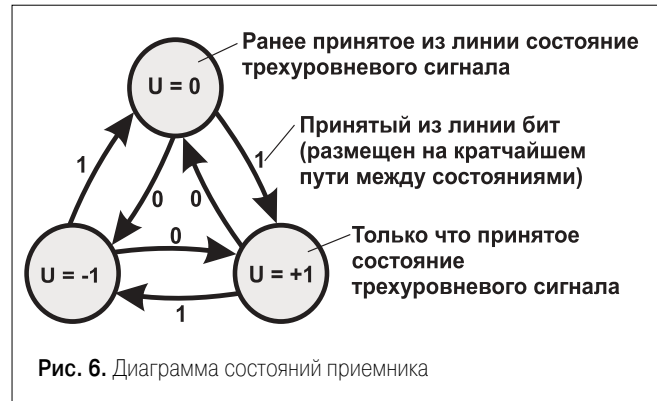 Ранее принятое из линии состояние
трехуровневого сигнала
U = 0
Принятый из линии бит
(размещен на кратчайшем
пути между состояниями)
1
1
0
0
0
Только что принятое
состояние
трехуровневого сигнала
U = -1
U = +1
1
Рис. 6. Диаграмма состояний приемника